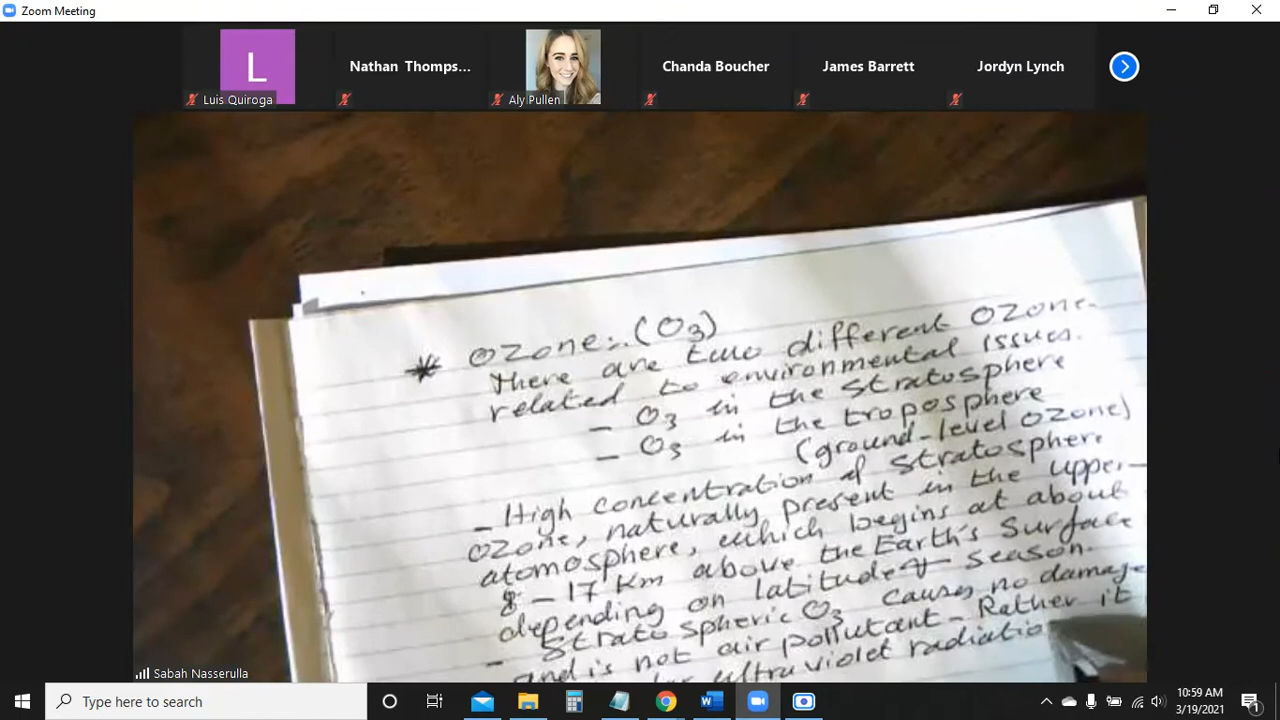 Zoom Meeting
L
Luis Quiroga
Nathan Thomps...
Aly Pullen
Chanda Boucher
James Barrett
Jordyn Lynch
* Ozone:. (O3)
There are two different Ozone
related to environmental issues.
- O3 in the stratosphere
- O3 in the troposphere
(ground-level Ozone)
- High concentration of Stratosphere
Ozone, naturally present in the upper-
atomosphere, which begins at about
8-17 Km above the Earth's Surface
depending on latitude & season.
- Stratospheric O3 causes no damage
and is not air pollutant - Rather it
ultraviolet radiation
Sabah Nasserulla
Type here to search
10:59 AM
3/19/2021
1